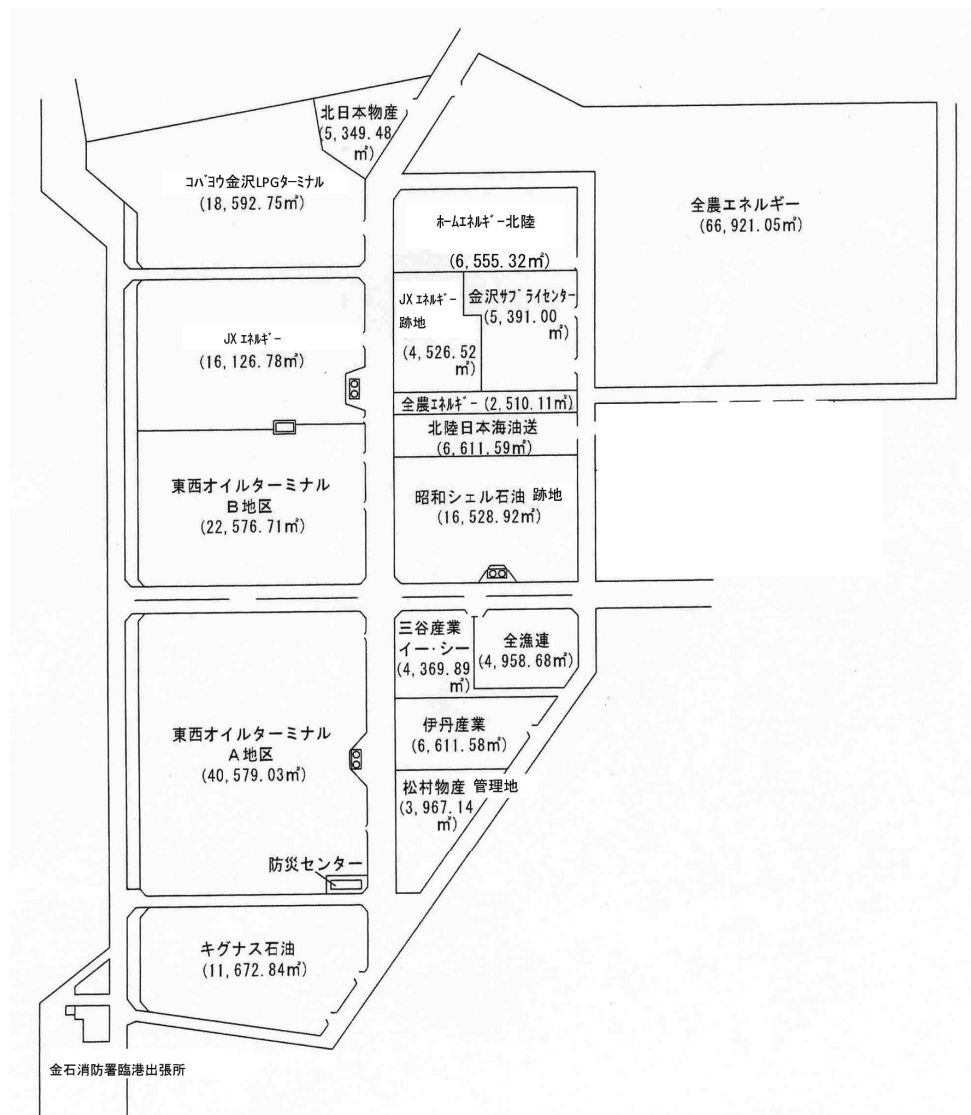 北日本物産
(5,349.48
㎡)
コバヨウ金沢LPGターミナル
(18,592.75㎡)
全農エネルギー
(66,921.05㎡)
ホームエネルギー北陸
(6,555.32㎡)
JXエネルギー
跡地
(4,526.52
㎡)
金沢サプライセンター
(5,391.00
㎡)
JXエネルギー
(16,126.78㎡)
全農エネルギー(2,510.11㎡)
北陸日本海油送
(6,611.59㎡)
東西オイルターミナル
B地区
(22,576.71㎡)
昭和シェル石油 跡地
(16,528.92㎡)
三谷産業
イー・シー
(4,369.89
㎡)
全漁連
(4,958.68㎡)
東西オイルターミナル
A地区
(40,579.03㎡)
伊丹産業
(6,611.58㎡)
松村物産 管理地
(3,967.14
㎡)
防災センター
キグナス石油
(11,672.84㎡)
金石消防署臨港出張所